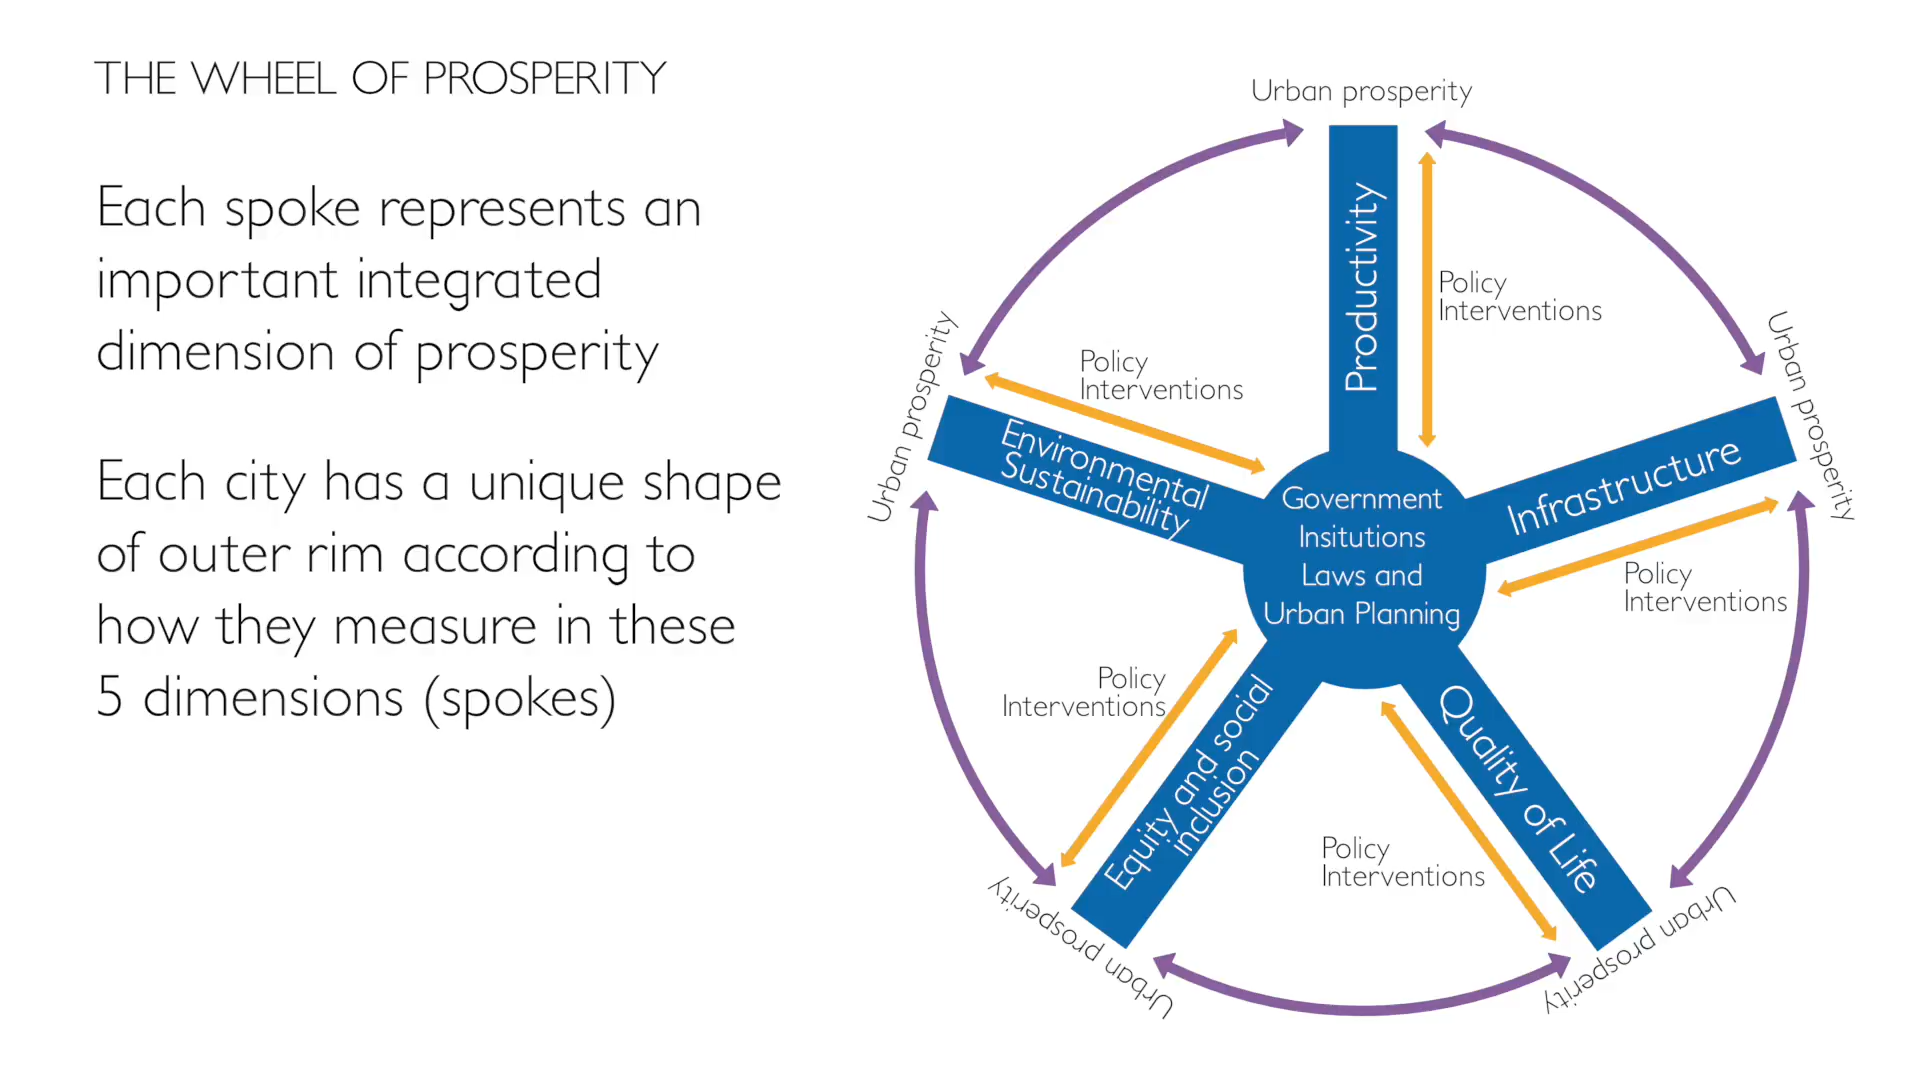 THE WHEEL OF PROSPERITY
Each spoke represents an
important integrated
dimension of prosperity
Each city has a unique shape
of outer rim according to
how they measure in these
5 dimensions (spokes)
Urban prosperity
Productivity
Policy
Interventions
Urban prosperity
Infrastructure
Policy
Interventions
Urban prosperity
Quality of Life
Policy
Interventions
Urban prosperity
Equity and social
inclusion
Policy
Interventions
Urban prosperity
Environmental
Sustainability
Policy
Interventions
Government
Insitutions
Laws and
Urban Planning